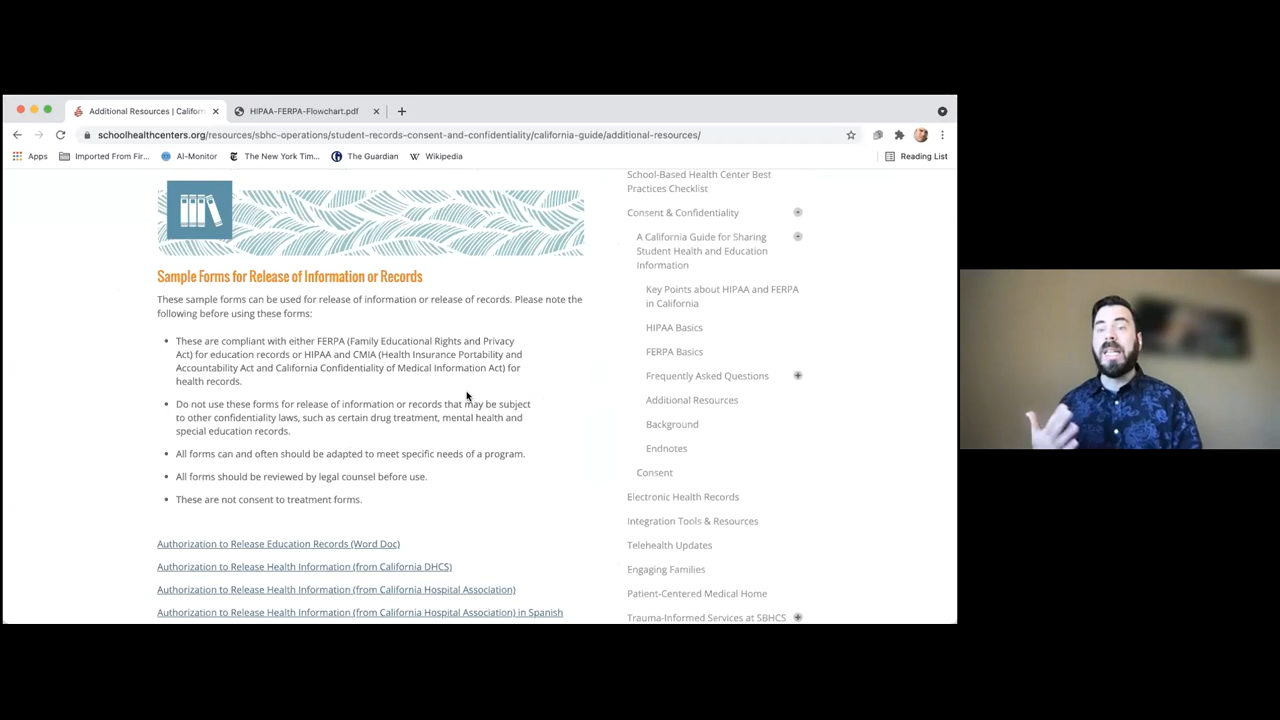 Additional Resources | Califorr
HIPAA-FERPA-Flowchart.pdf
schoolhealthcenters.org/resources/sbhc-operations/student-records-consent-and-confidentiality/california-guide/additional-resources/
Apps
Imported From Fir...
Al-Monitor
The New York Tim...
The Guardian
Wikipedia
Reading List
Sample Forms for Release of Information or Records
These sample forms can be used for release of information or release of records. Please note the
following before using these forms:
These are compliant with either FERPA (Family Educational Rights and Privacy
Act) for education records or HIPAA and CMIA (Health Insurance Portability and
Accountability Act and California Confidentiality of Medical Information Act) for
health records.
Do not use these forms for release of information or records that may be subject
to other confidentiality laws, such as certain drug treatment, mental health and
special education records.
All forms can and often should be adapted to meet specific needs of a program.
All forms should be reviewed by legal counsel before use.
These are not consent to treatment forms.
Authorization to Release Education Records (Word Doc)
Authorization to Release Health Information (from California DHCS)
Authorization to Release Health Information (from California Hospital Association)
Authorization to Release Health Information (from California Hospital Association) in Spanish
School-Based Health Center Best
Practices Checklist
Consent & Confidentiality
A California Guide for Sharing
Student Health and Education
Information
Key Points about HIPAA and FERPA
in California
HIPAA Basics
FERPA Basics
Frequently Asked Questions
Additional Resources
Background
Endnotes
Consent
Electronic Health Records
Integration Tools & Resources
Telehealth Updates
Engaging Families
Patient-Centered Medical Home
Trauma-Informed Services at SBHCS